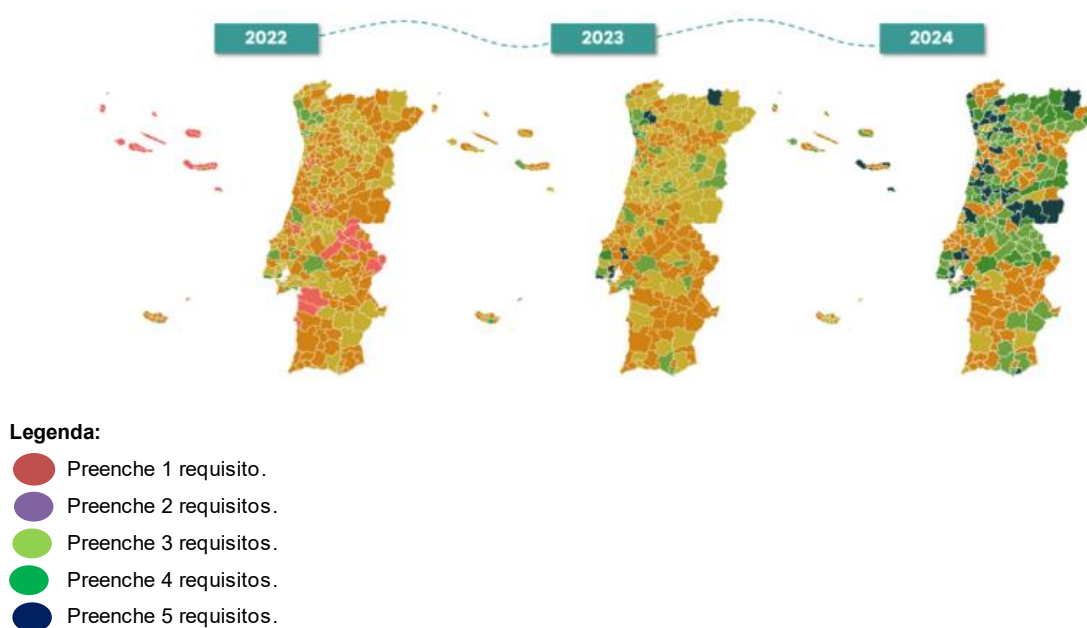 2022
2023
2024
Legenda:
Preenche 1 requisito.
Preenche 2 requisitos.
Preenche 3 requisitos.
Preenche 4 requisitos.
Preenche 5 requisitos.